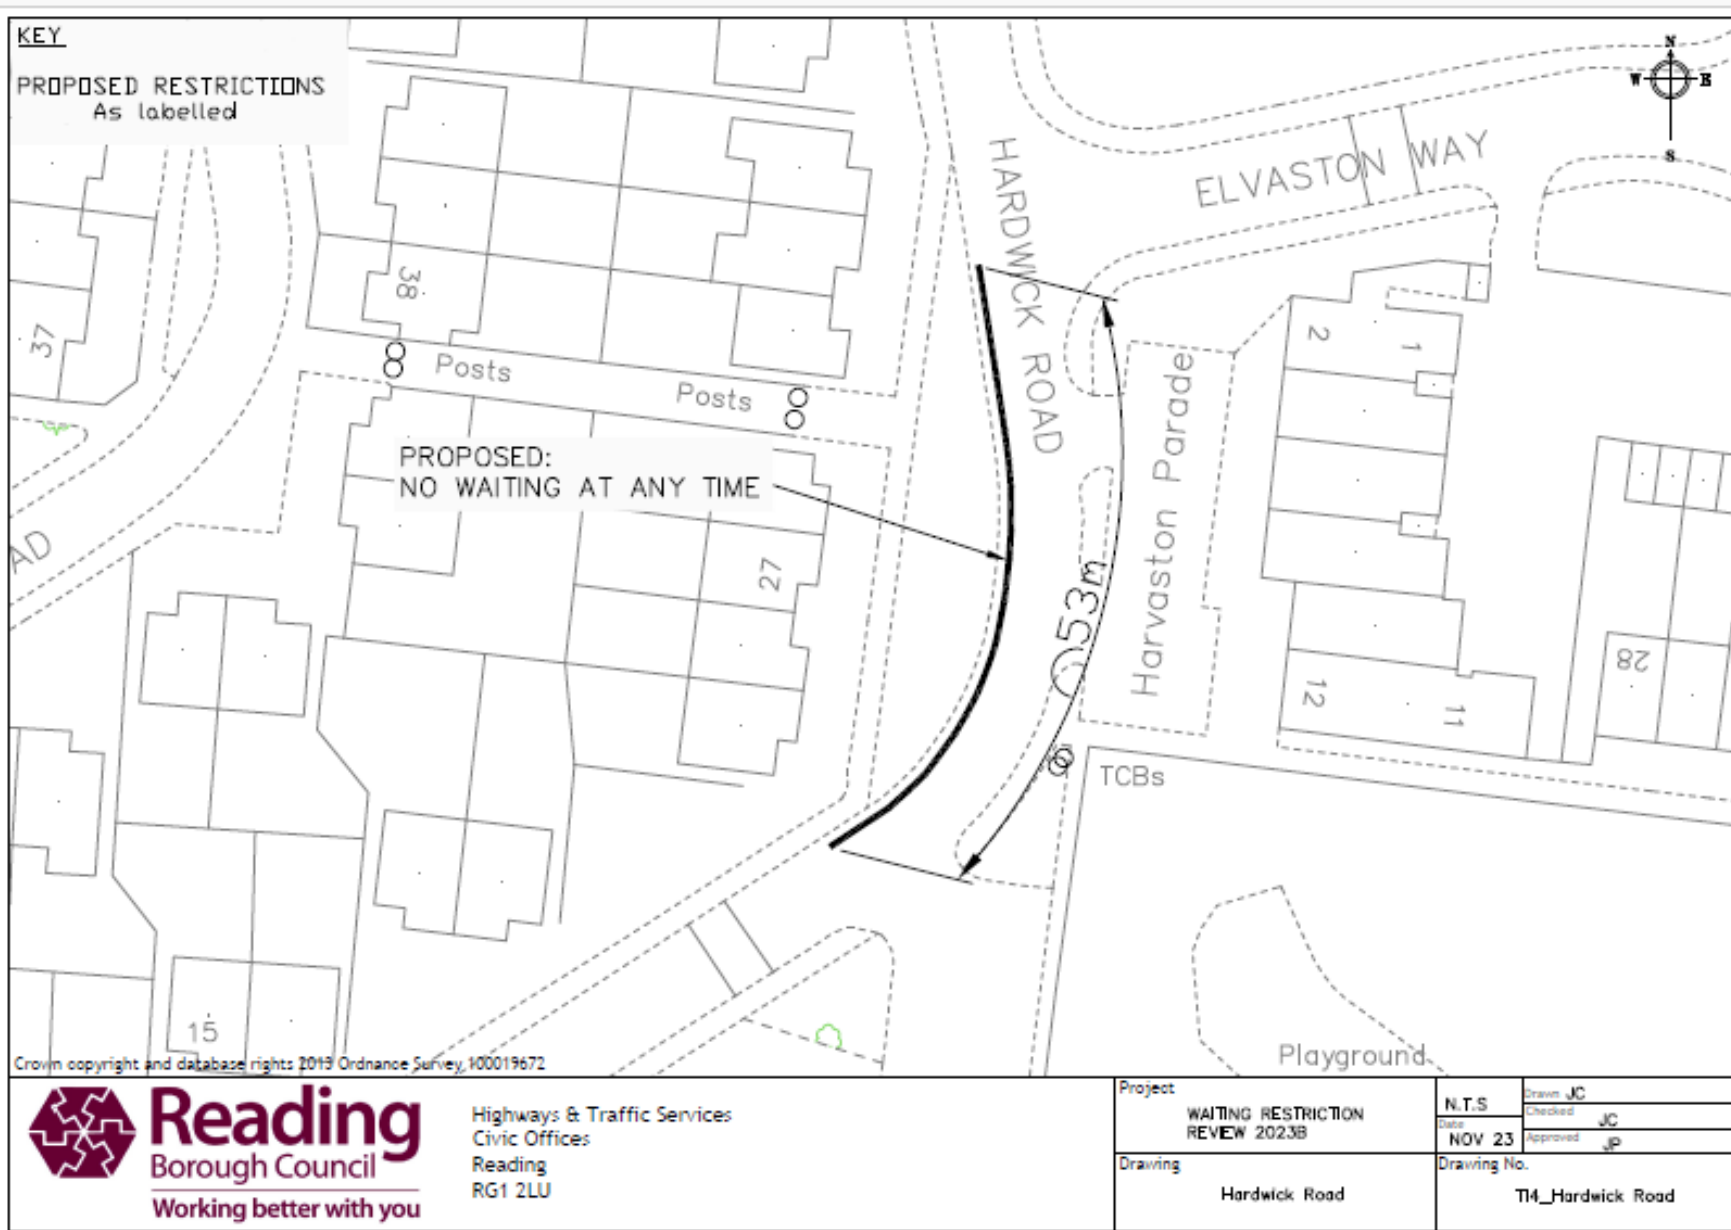 KEY
PROPOSED RESTRICTIONS
As labelled
N
W E
S
HARDWICK ROAD
ELVASTON WAY
38
37
Posts
Posts
2
1
PROPOSED:
NO WAITING AT ANY TIME
Harvaston Parade
AD
27
53m
28
12
11
TCBs
15
Playground
Crown copyright and database rights 2013 Ordnance Survey 100019672
Reading
Borough Council
Working better with you
Highways & Traffic Services
Civic Offices
Reading
RG1 2LU
Project
WAITING RESTRICTION
REVIEW 2023B
Drawing
Hardwick Road
N.T.S
Date
NOV 23
Drawn JC
Checked JC
Approved JP
Drawing No.
TI4_Hardwick Road